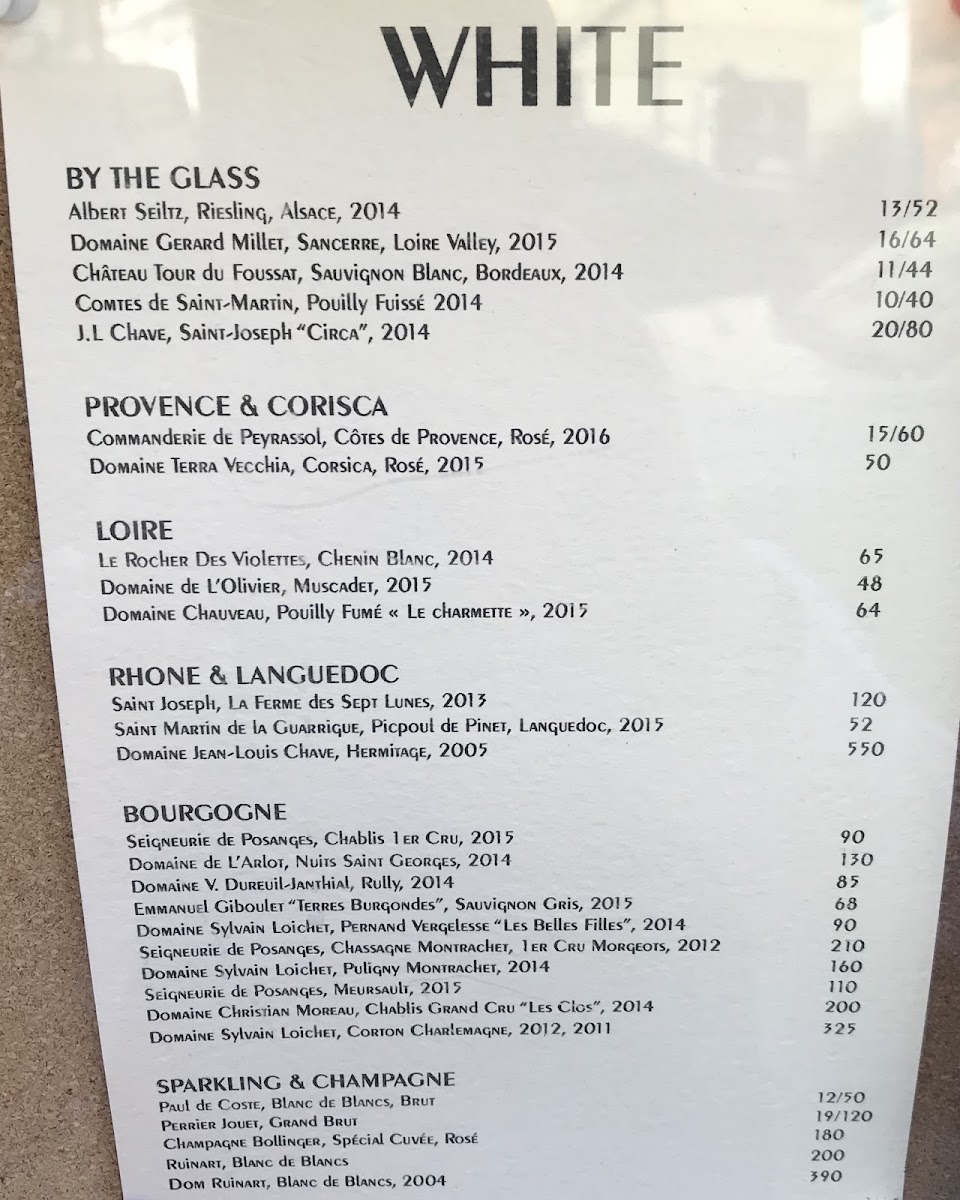 WHITE
BY THE GLASS
Albert Seiltz, Riesling, Alsace, 2014 13/52
Domaine Gerard Millet, Sancerre, Loire Valley, 2015 16/64
Château Tour du Foussat, Sauvignon Blanc, Bordeaux, 2014 11/44
Comtes de Saint-Martin, Pouilly Fuissé 2014 10/40
J.L Chave, Saint-Joseph "Circa", 2014 20/80
PROVENCE & CORISCA
Commanderie de Peyrassol, Côtes de Provence, Rosé, 2016 15/60
Domaine Terra Vecchia, Corsica, Rosé, 2015 50
LOIRE
Le Rocher Des Violettes, Chenin Blanc, 2014 65
Domaine de L'Olivier, Muscadet, 2015 48
Domaine Chauveau, Pouilly Fumé « Le charmette », 2015 64
RHONE & LANGUEDOC
Saint Joseph, La Ferme des Sept Lunes, 2013 120
Saint Martin de la Guarrigue, Picpoul de Pinet, Languedoc, 2015 52
Domaine Jean-Louis Chave, Hermitage, 2005 550
BOURGOGNE
Seigneurie de Posanges, Chablis 1er Cru, 2015 90
Domaine de L'Arlot, Nuits Saint Georges, 2014 130
Domaine V. Dureuil-Janthial, Rully, 2014 85
Emmanuel Giboulet "Terres Burgondes", Sauvignon Gris, 2015 68
Domaine Sylvain Loichet, Pernand Vergelesse "Les Belles Filles", 2014 90
Seigneurie de Posanges, Chassagne Montrachet, 1er Cru Morgeots, 2012 210
Domaine Sylvain Loichet, Puligny Montrachet, 2014 160
Seigneurie de Posanges, Meursault, 2015 110
Domaine Christian Moreau, Chablis Grand Cru "Les Clos", 2014 200
Domaine Sylvain Loichet, Corton Charlemagne, 2012, 2011 325
SPARKLING & CHAMPAGNE
Paul de Coste, Blanc de Blancs, Brut 12/50
Perrier Jouet, Grand Brut 19/120
Champagne Bollinger, Spécial Cuvée, Rosé 180
Ruinart, Blanc de Blancs 200
Dom Ruinart, Blanc de Blancs, 2004 390